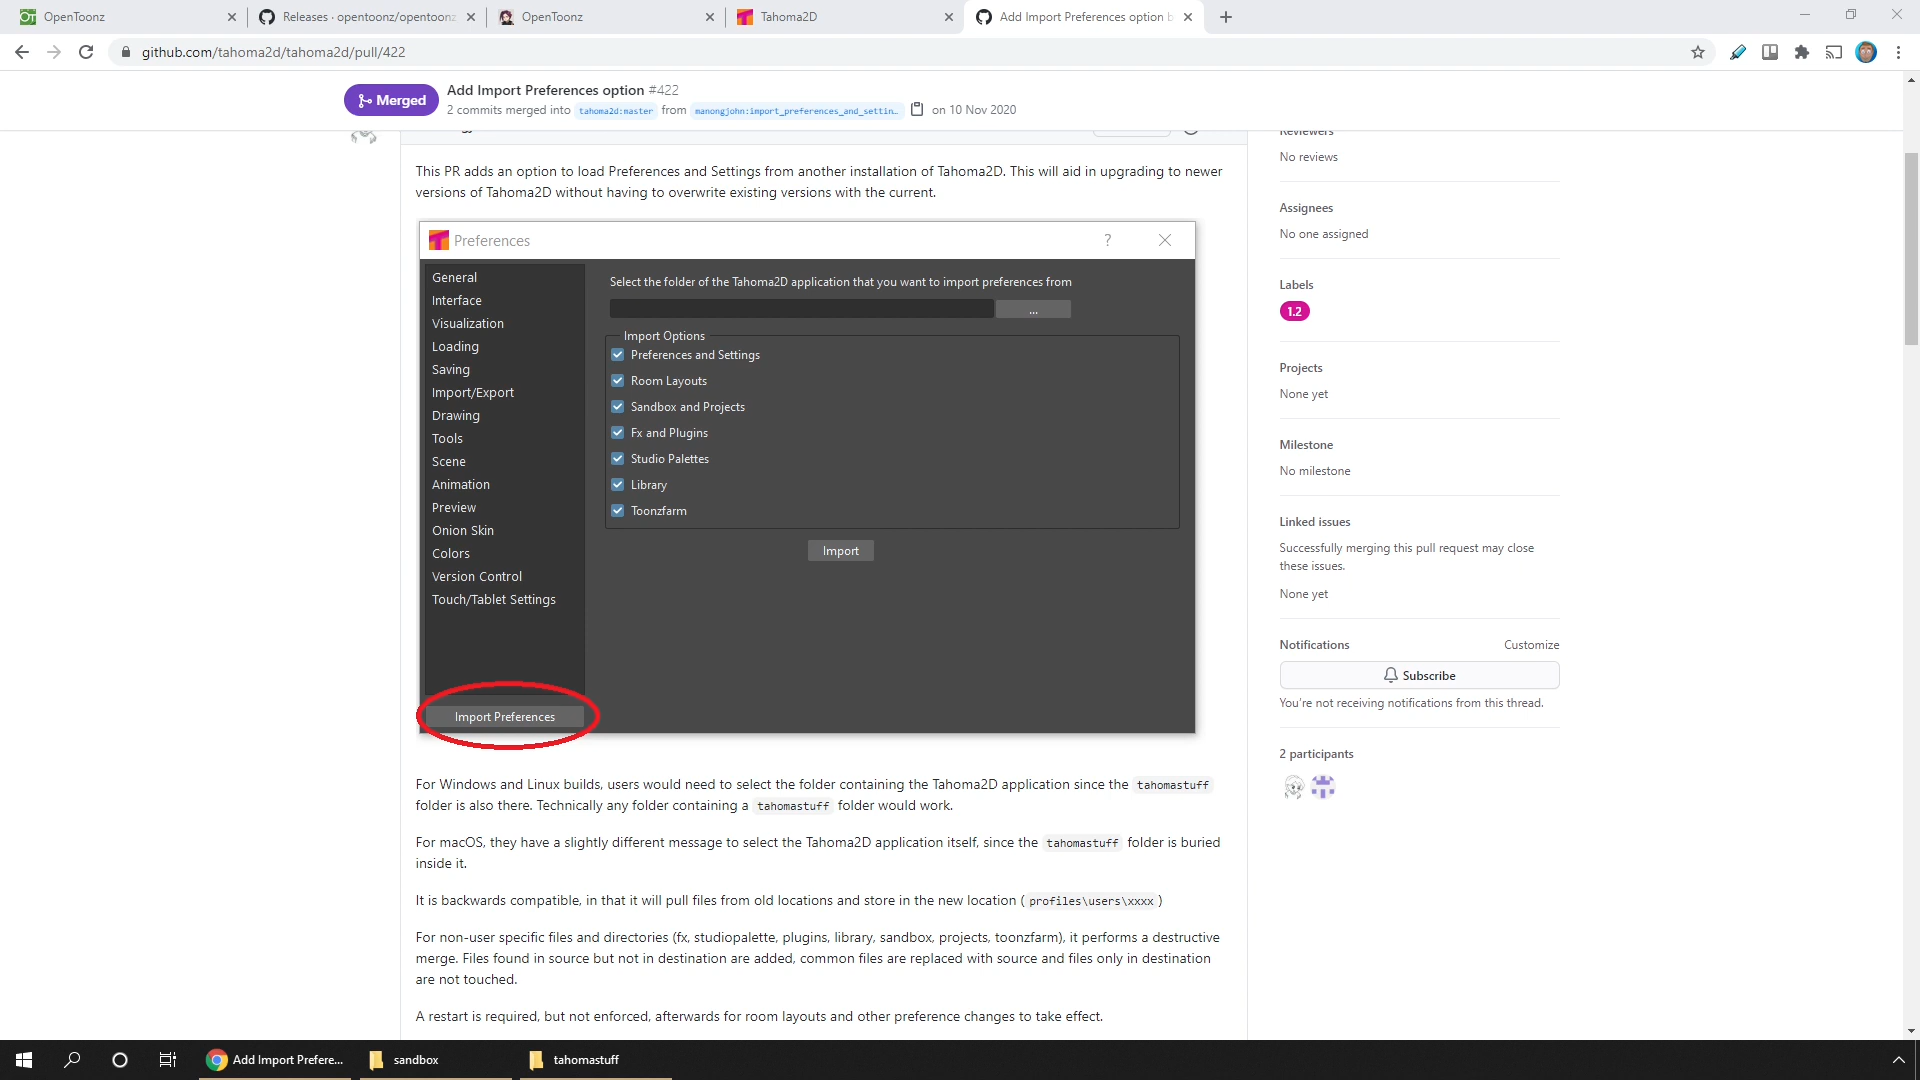 OpenToonz
Releases · opentoonz/opentoonz
OpenToonz
Tahoma2D
Add Import Preferences option b
github.com/tahoma2d/tahoma2d/pull/422
Merged
Add Import Preferences option #422
2 commits merged into tahoma2d:master from manongjohn:import_preferences_and_settin… on 10 Nov 2020
Reviewers
No reviews
Assignees
No one assigned
Labels
1.2
Projects
None yet
Milestone
No milestone
Linked issues
Successfully merging this pull request may close
these issues.
None yet
Notifications
Customize
Subscribe
You're not receiving notifications from this thread.
2 participants
This PR adds an option to load Preferences and Settings from another installation of Tahoma2D. This will aid in upgrading to newer
versions of Tahoma2D without having to overwrite existing versions with the current.
Preferences
?
General
Interface
Visualization
Loading
Saving
Import/Export
Drawing
Tools
Scene
Animation
Preview
Onion Skin
Colors
Version Control
Touch/Tablet Settings
Import Preferences
Select the folder of the Tahoma2D application that you want to import preferences from
...
Import Options
Preferences and Settings
Room Layouts
Sandbox and Projects
Fx and Plugins
Studio Palettes
Library
Toonzfarm
Import
For Windows and Linux builds, users would need to select the folder containing the Tahoma2D application since the tahomastuff
folder is also there. Technically any folder containing a tahomastuff folder would work.
For macOS, they have a slightly different message to select the Tahoma2D application itself, since the tahomastuff folder is buried
inside it.
It is backwards compatible, in that it will pull files from old locations and store in the new location ( profiles\users\xxxx )
For non-user specific files and directories (fx, studiopalette, plugins, library, sandbox, projects, toonzfarm), it performs a destructive
merge. Files found in source but not in destination are added, common files are replaced with source and files only in destination
are not touched.
A restart is required, but not enforced, afterwards for room layouts and other preference changes to take effect.
Add Import Prefere...
sandbox
tahomastuff